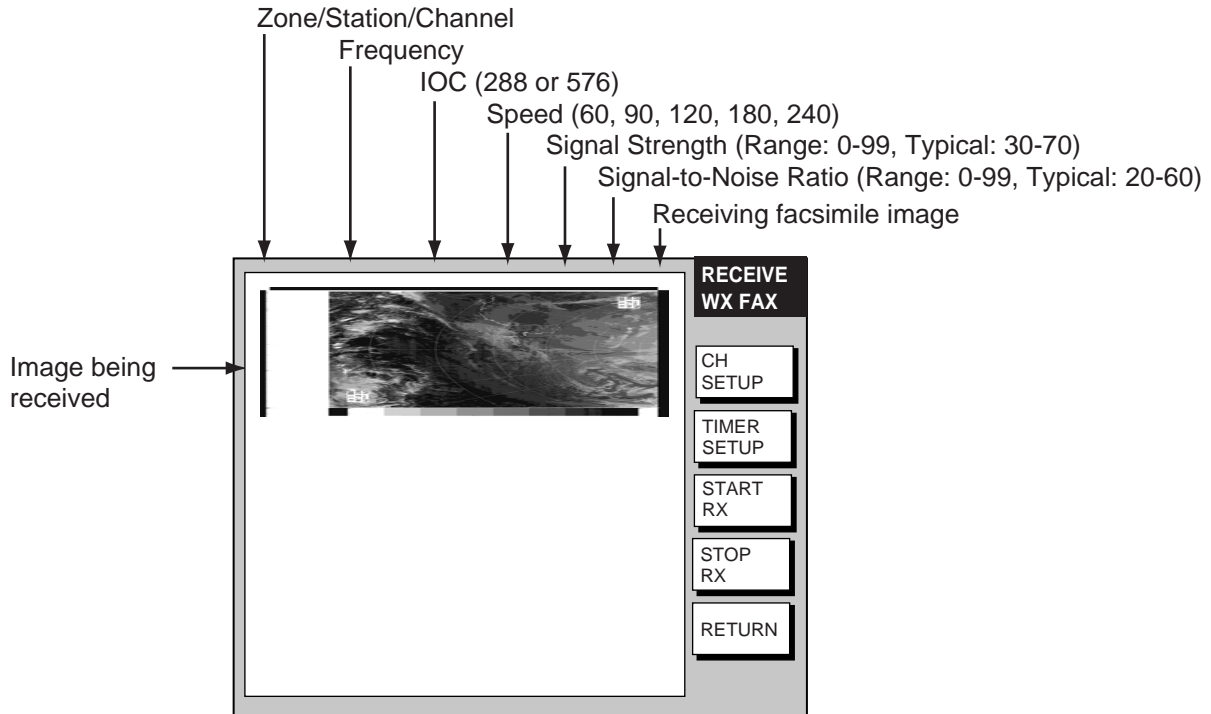 Zone/Station/Channel
Frequency
IOC (288 or 576)
Speed (60, 90, 120, 180, 240)
Signal Strength (Range: 0-99, Typical: 30-70)
Signal-to-Noise Ratio (Range: 0-99, Typical: 20-60)
Receiving facsimile image
RECEIVE
WX FAX
Image being
received
CH
SETUP
TIMER
SETUP
START
RX
STOP
RX
RETURN